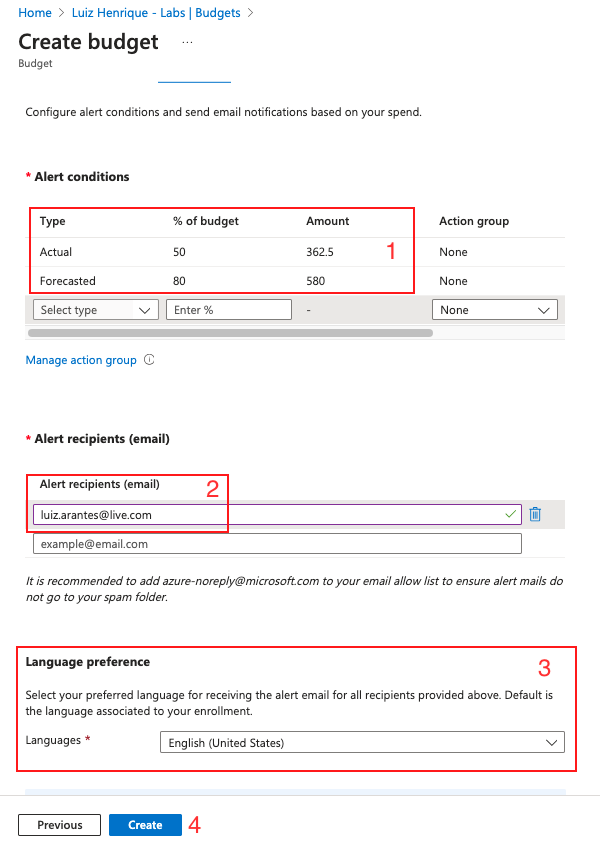 Home > Luiz Henrique - Labs | Budgets >
Create budget ...
Budget
Configure alert conditions and send email notifications based on your spend.
* Alert conditions
Type % of budget Amount Action group
Actual 50 362.5 1 None
Forecasted 80 580 None
Select type Enter % - None
Manage action group
* Alert recipients (email)
Alert recipients (email) 2
luiz.arantes@live.com
example@email.com
It is recommended to add azure-noreply@microsoft.com to your email allow list to ensure alert mails do
not go to your spam folder.
Language preference 3
Select your preferred language for receiving the alert email for all recipients provided above. Default is
the language associated to your enrollment.
Languages * English (United States)
Previous Create 4